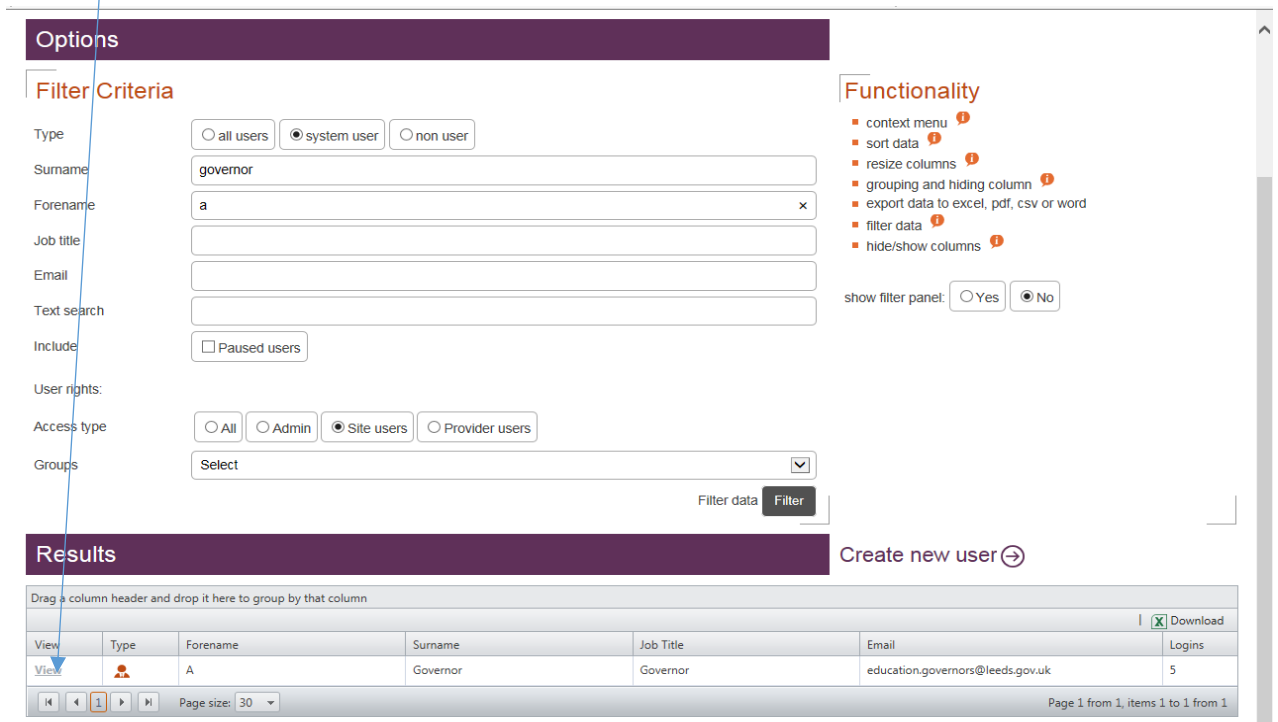 Options
Filter Criteria
Type
all users
system user
non user
Surname
governor
Forename
a
×
Job title
Email
Text search
Include
Paused users
User rights:
Access type
All
Admin
Site users
Provider users
Groups
Select
Filter data
Filter
Functionality
context menu
sort data
resize columns
grouping and hiding column
export data to excel, pdf, csv or word
filter data
hide/show columns
show filter panel:
Yes
No
Results
Create new user
Drag a column header and drop it here to group by that column
Download
View Type Forename Surname Job Title Email Logins
View A Governor Governor education.governors@leeds.gov.uk 5
1 Page size: 30 Page 1 from 1, items 1 to 1 from 1